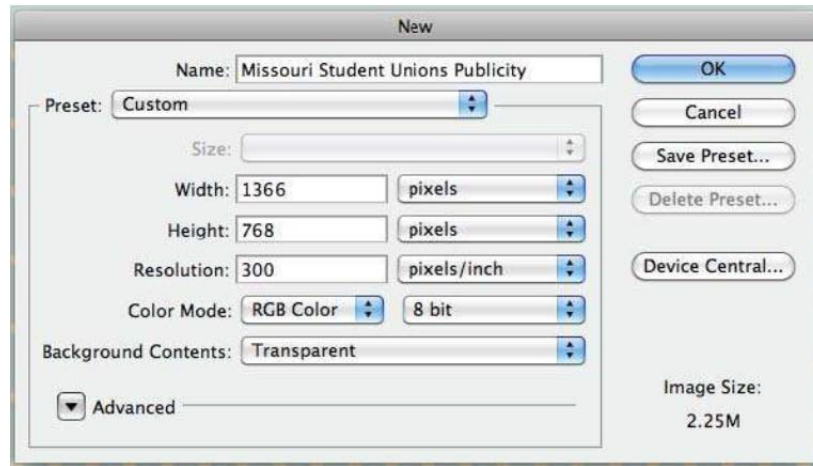 New
Name: Missouri Student Unions Publicity
OK
Preset: Custom
Cancel
Size:
Save Preset...
Width: 1366 pixels
Delete Preset...
Height: 768 pixels
Resolution: 300 pixels/inch
Device Central...
Color Mode: RGB Color 8 bit
Background Contents: Transparent
Advanced
Image Size:
2.25M